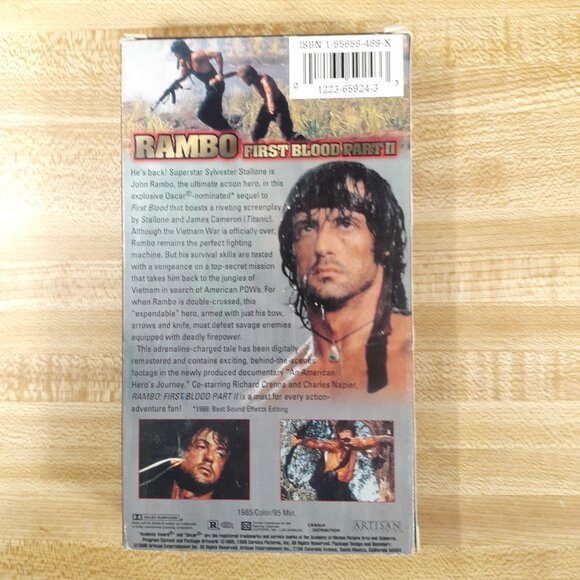 ISBN 1-55658-489-X
0 1223-65924-3 3
RAMBO FIRST BLOOD PART II
He's back! Superstar Sylvester Stallone is
John Rambo, the ultimate action hero, in this
explosive Oscar®-nominated* sequel to
First Blood that boasts a riveting screenplay
by Stallone and James Cameron (Titanic).
Although the Vietnam War is officially over,
Rambo remains the perfect fighting
machine. But his survival skills are tested
with a vengeance on a top-secret mission
that takes him back to the jungles of
Vietnam in search of American POWs. For
when Rambo is double-crossed, this
"expendable" hero, armed with just his bow,
arrows and knife, must defeat savage enemies
equipped with deadly firepower.
This adrenaline-charged tale has been digitally
remastered and contains exciting, behind-the-scenes
footage in the newly produced documentary "An American
Hero's Journey." Co-starring Richard Crenna and Charles Napier,
RAMBO: FIRST BLOOD PART II is a must for every action-
adventure fan! *1986: Best Sound Effects Editing
1985/Color/95 Min.
DOLBY SURROUND
R
CANAL+
DISTRIBUTION
ARTISAN